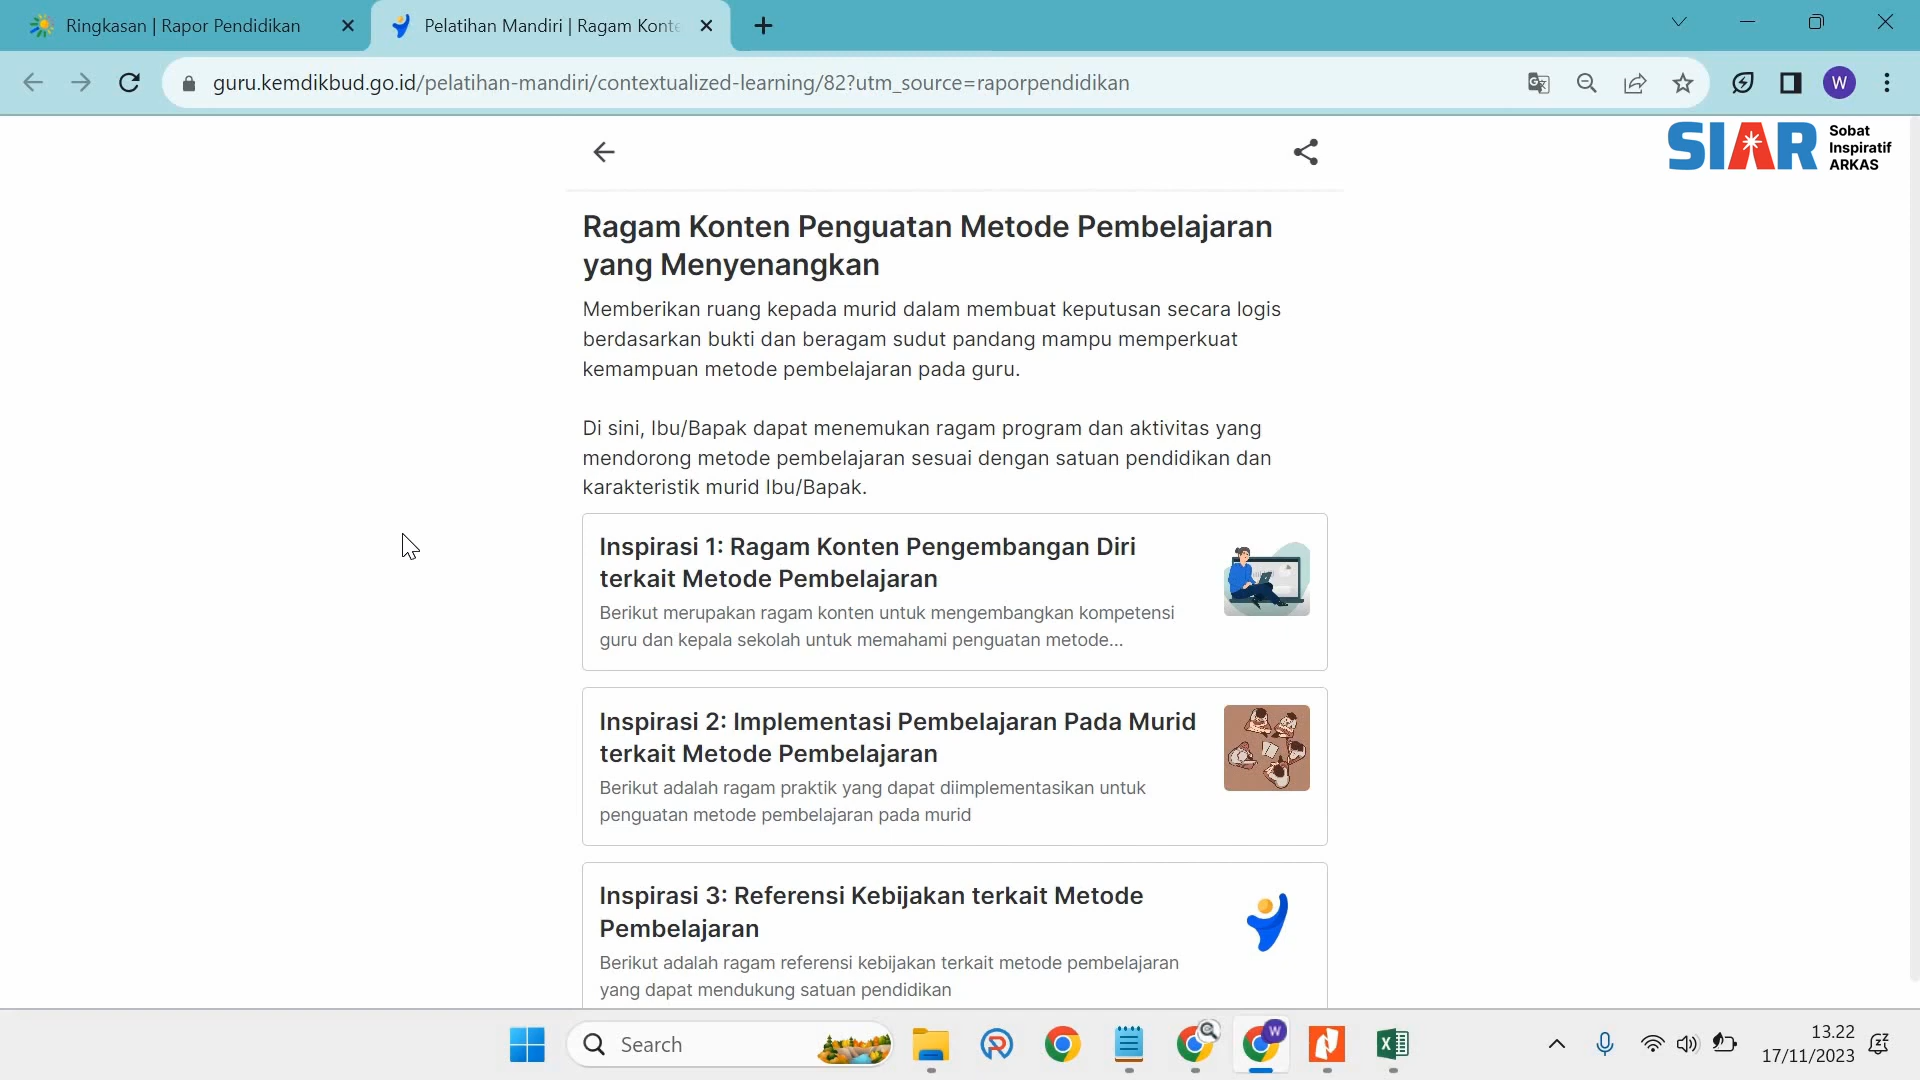 Ringkasan | Rapor Pendidikan
Pelatihan Mandiri | Ragam Konte
guru.kemdikbud.go.id/pelatihan-mandiri/contextualized-learning/82?utm_source=raporpendidikan
W
SIAR
Sobat
Inspiratif
ARKAS
Ragam Konten Penguatan Metode Pembelajaran
yang Menyenangkan
Memberikan ruang kepada murid dalam membuat keputusan secara logis
berdasarkan bukti dan beragam sudut pandang mampu memperkuat
kemampuan metode pembelajaran pada guru.
Di sini, Ibu/Bapak dapat menemukan ragam program dan aktivitas yang
mendorong metode pembelajaran sesuai dengan satuan pendidikan dan
karakteristik murid Ibu/Bapak.
Inspirasi 1: Ragam Konten Pengembangan Diri
terkait Metode Pembelajaran
Berikut merupakan ragam konten untuk mengembangkan kompetensi
guru dan kepala sekolah untuk memahami penguatan metode...
Inspirasi 2: Implementasi Pembelajaran Pada Murid
terkait Metode Pembelajaran
Berikut adalah ragam praktik yang dapat diimplementasikan untuk
penguatan metode pembelajaran pada murid
Inspirasi 3: Referensi Kebijakan terkait Metode
Pembelajaran
Berikut adalah ragam referensi kebijakan terkait metode pembelajaran
yang dapat mendukung satuan pendidikan
Search
W
13.22
17/11/2023